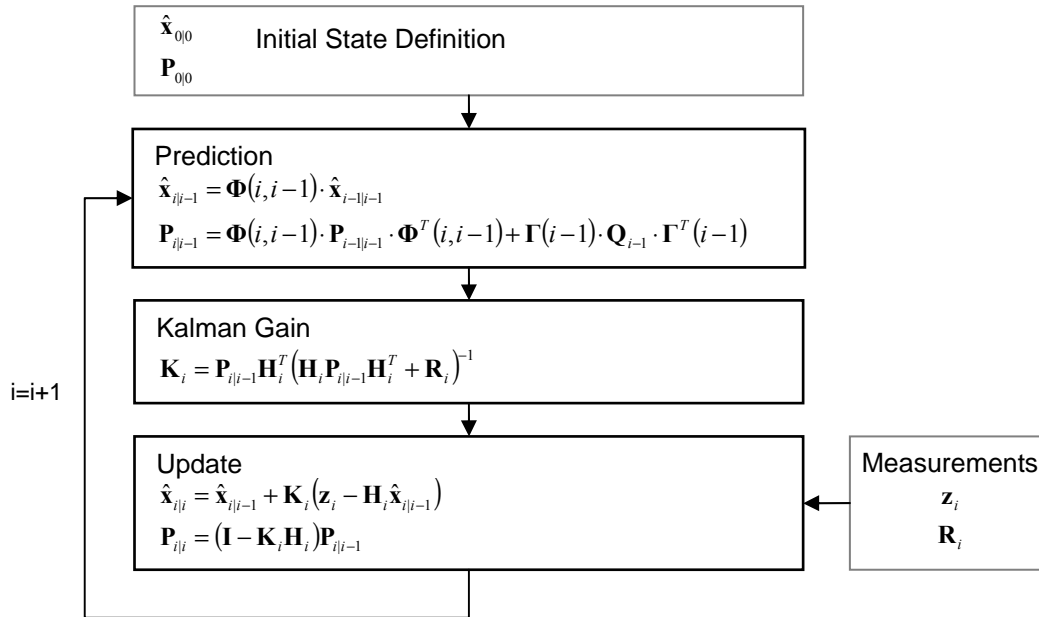 x̂₀|₀ Initial State Definition
P₀|₀
Prediction
x̂_{i|i−1} = Φ(i, i−1) · x̂_{i−1|i−1}
P_{i|i−1} = Φ(i, i−1) · P_{i−1|i−1} · Φ^T(i, i−1) + Γ(i−1) · Q_{i−1} · Γ^T(i−1)
Kalman Gain
K_i = P_{i|i−1} H_i^T (H_i P_{i|i−1} H_i^T + R_i)^{−1}
i=i+1
Update
x̂_{i|i} = x̂_{i|i−1} + K_i (z_i − H_i x̂_{i|i−1})
P_{i|i} = (I − K_i H_i) P_{i|i−1}
Measurements
z_i
R_i